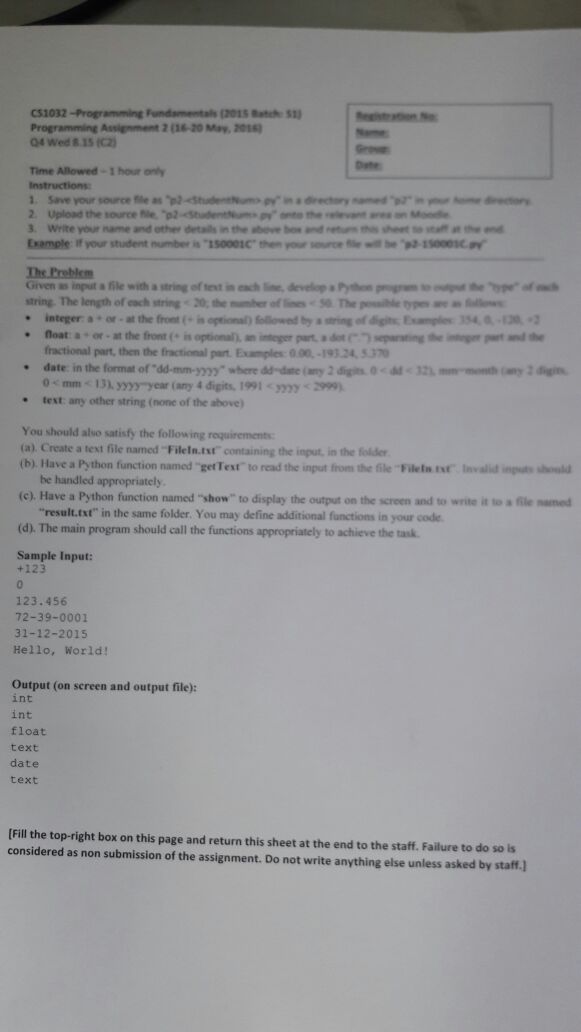 CS1032 –Programming Fundamentals (2015 Batch: S1)
Programming Assignment 2 (16-20 May, 2016)
Q4 Wed 8.15 (C2)
Registration No:
Name:
Group:
Date:
Time Allowed – 1 hour only
Instructions:
1. Save your source file as "p2-<StudentNum>.py" in a directory named "p2" in your home directory.
2. Upload the source file, "p2-<StudentNum>.py" onto the relevant area on Moodle.
3. Write your name and other details in the above box and return this sheet to staff at the end.
Example: If your student number is "150001C" then your source file will be "p2-150001C.py"
The Problem
Given as input a file with a string of text in each line, develop a Python program to output the "type" of each
string. The length of each string < 20; the number of lines < 50. The possible types are as follows:
• integer: a + or - at the front (+ is optional) followed by a string of digits; Examples: 354, 0, -120, +2
• float: a + or - at the front (+ is optional), an integer part, a dot (".") separating the integer part and the
fractional part, then the fractional part. Examples: 0.00, -193.24, 5.370
• date: in the format of "dd-mm-yyyy" where dd=date (any 2 digits, 0 < dd < 32), mm=month (any 2 digits,
0 < mm < 13), yyyy=year (any 4 digits, 1991 < yyyy < 2999).
• text: any other string (none of the above)
You should also satisfy the following requirements:
(a). Create a text file named "FileIn.txt" containing the input, in the folder.
(b). Have a Python function named "getText" to read the input from the file "FileIn.txt". Invalid inputs should
be handled appropriately.
(c). Have a Python function named "show" to display the output on the screen and to write it to a file named
"result.txt" in the same folder. You may define additional functions in your code.
(d). The main program should call the functions appropriately to achieve the task.
Sample Input:
+123
0
123.456
72-39-0001
31-12-2015
Hello, World!
Output (on screen and output file):
int
int
float
text
date
text
[Fill the top-right box on this page and return this sheet at the end to the staff. Failure to do so is
considered as non submission of the assignment. Do not write anything else unless asked by staff.]